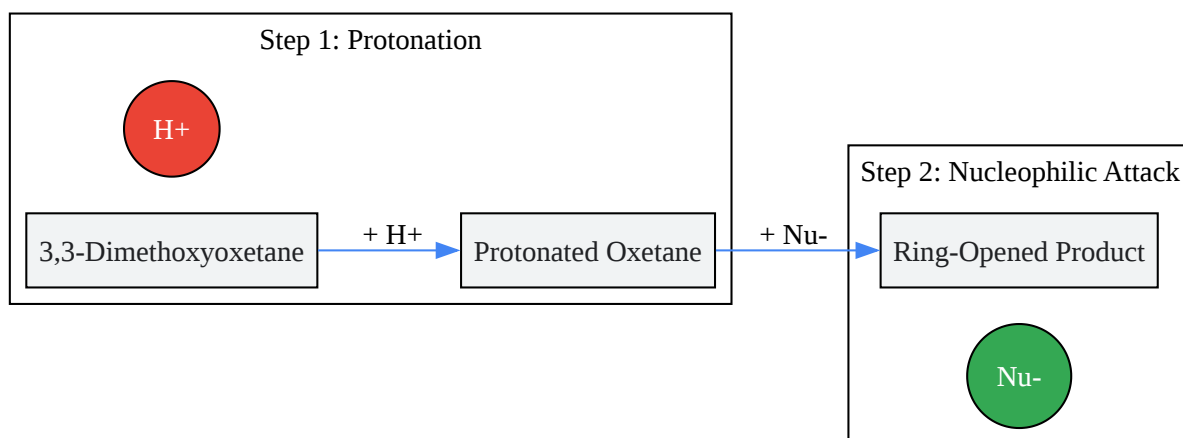 Step 1: Protonation
H+
Step 2: Nucleophilic Attack
3,3-Dimethoxyoxetane
+ H+
Protonated Oxetane
+ Nu-
Ring-Opened Product
Nu-